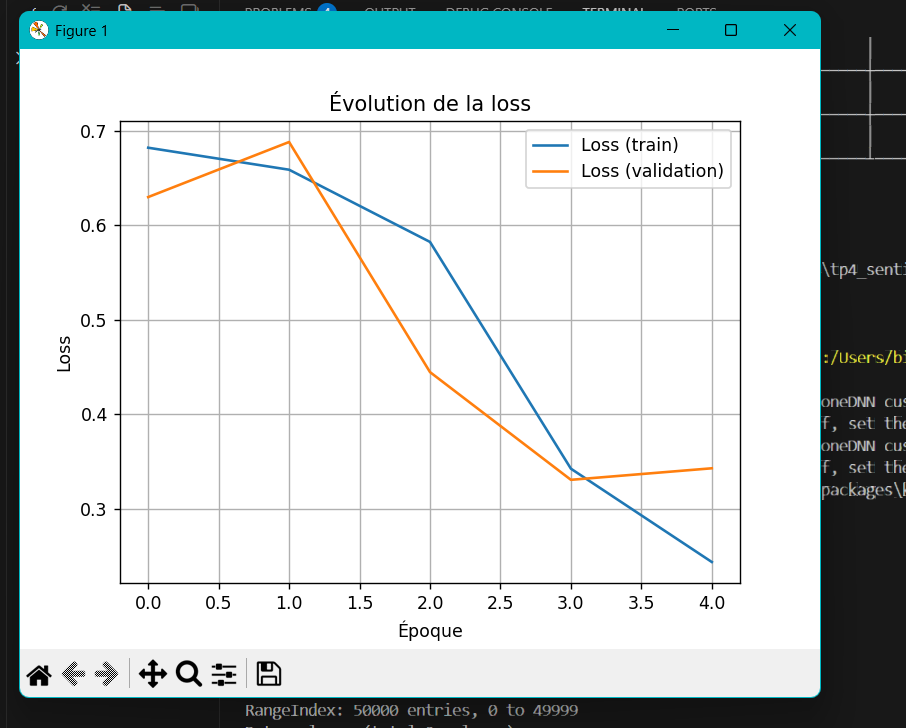 PROBLEMS 4 OUTPUT DEBUG CONSOLE TERMINAL PORTS
Figure 1
Évolution de la loss
Loss (train)
Loss (validation)
0.7
0.6
0.5
0.4
0.3
Loss
0.0 0.5 1.0 1.5 2.0 2.5 3.0 3.5 4.0
Époque
\tp4_senti
:/Users/bi
oneDNN cus
f, set the
oneDNN cus
f, set the
packages\k
RangeIndex: 50000 entries, 0 to 49999